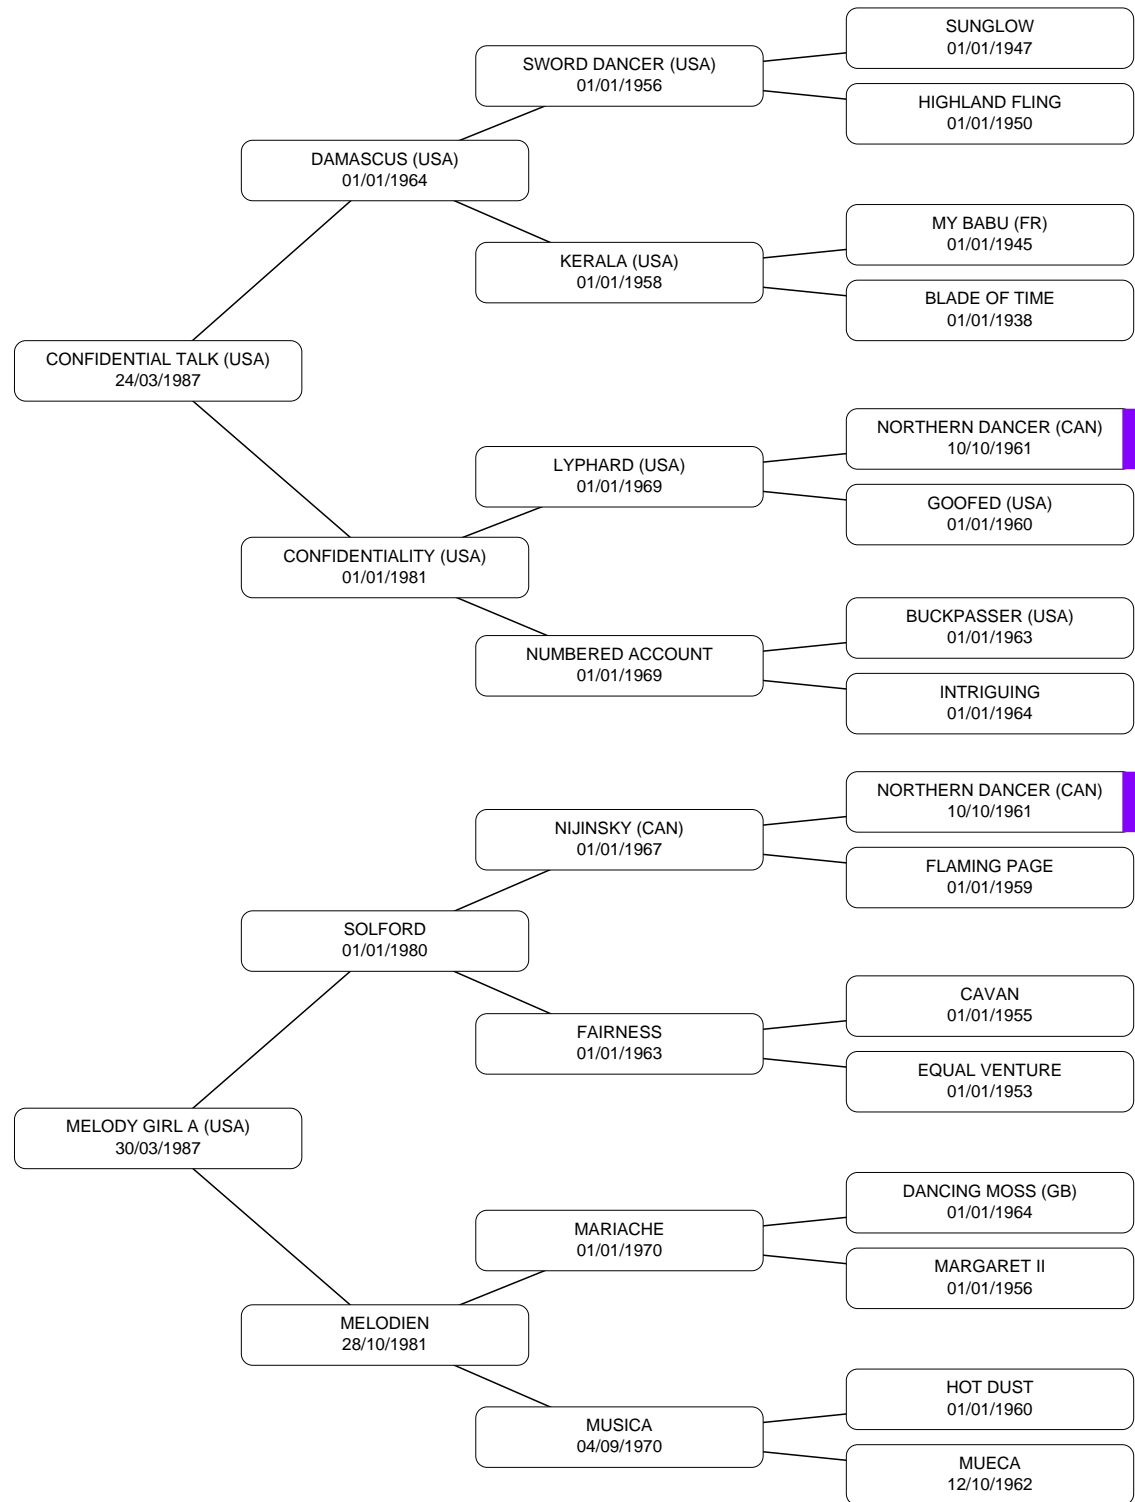 SUNGLOW
01/01/1947
SWORD DANCER (USA)
01/01/1956
HIGHLAND FLING
01/01/1950
DAMASCUS (USA)
01/01/1964
MY BABU (FR)
01/01/1945
KERALA (USA)
01/01/1958
BLADE OF TIME
01/01/1938
CONFIDENTIAL TALK (USA)
24/03/1987
NORTHERN DANCER (CAN)
10/10/1961
LYPHARD (USA)
01/01/1969
GOOFED (USA)
01/01/1960
CONFIDENTIALITY (USA)
01/01/1981
BUCKPASSER (USA)
01/01/1963
NUMBERED ACCOUNT
01/01/1969
INTRIGUING
01/01/1964
NORTHERN DANCER (CAN)
10/10/1961
NIJINSKY (CAN)
01/01/1967
FLAMING PAGE
01/01/1959
SOLFORD
01/01/1980
CAVAN
01/01/1955
FAIRNESS
01/01/1963
EQUAL VENTURE
01/01/1953
MELODY GIRL A (USA)
30/03/1987
DANCING MOSS (GB)
01/01/1964
MARIACHE
01/01/1970
MARGARET II
01/01/1956
MELODIEN
28/10/1981
HOT DUST
01/01/1960
MUSICA
04/09/1970
MUECA
12/10/1962